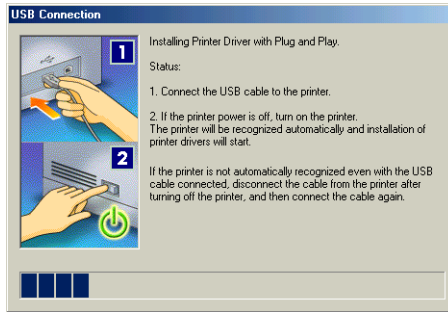 USB Connection
1
Installing Printer Driver with Plug and Play.
Status:
1. Connect the USB cable to the printer.
2. If the printer power is off, turn on the printer.
The printer will be recognized automatically and installation of
printer drivers will start.
2
If the printer is not automatically recognized even with the USB
cable connected, disconnect the cable from the printer after
turning off the printer, and then connect the cable again.